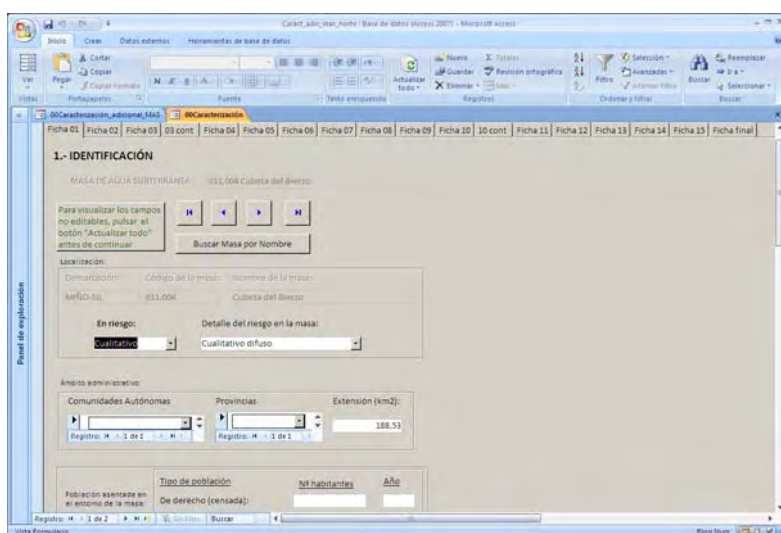 Caract_adic_mas_norte : Base de datos (Access 2007) - Microsoft Access
Inicio Crear Datos externos Herramientas de base de datos
Ver
Pegar
Cortar
Copiar
Copiar formato
Actualizar todo
Nuevo
Guardar
Eliminar
Totales
Revisión ortográfica
Más
Filtro
Selección
Avanzadas
Alternar filtro
Buscar
Reemplazar
Ir a
Seleccionar
Vistas Portapapeles Fuente Texto enriquecido Registros Ordenar y filtrar Buscar
00Caracterización_adicional_MAS 00Caracterización
Ficha 01 Ficha 02 Ficha 03 03 cont Ficha 04 Ficha 05 Ficha 06 Ficha 07 Ficha 08 Ficha 09 Ficha 10 10 cont Ficha 11 Ficha 12 Ficha 13 Ficha 14 Ficha 15 Ficha final
1.- IDENTIFICACIÓN
MASA DE AGUA SUBTERRÁNEA: 011.004 Cubeta del Bierzo
Para visualizar los campos
no editables, pulsar el
botón "Actualizar todo"
antes de continuar
Buscar Masa por Nombre
Localización:
Demarcación: Código de la masa: Nombre de la masa:
MIÑO-SIL 011.004 Cubeta del Bierzo
En riesgo: Detalle del riesgo en la masa:
Cualitativo Cualitativo difuso
Ámbito administrativo:
Comunidades Autónomas Provincias Extensión (km2):
188,53
Registro: 1 de 1 Registro: 1 de 1
Tipo de población Nº habitantes Año
Población asentada en
el entorno de la masa:
De derecho (censada):
Registro: 1 de 2 Sin filtro Buscar
Vista Formulario Bloq Num
Panel de exploración